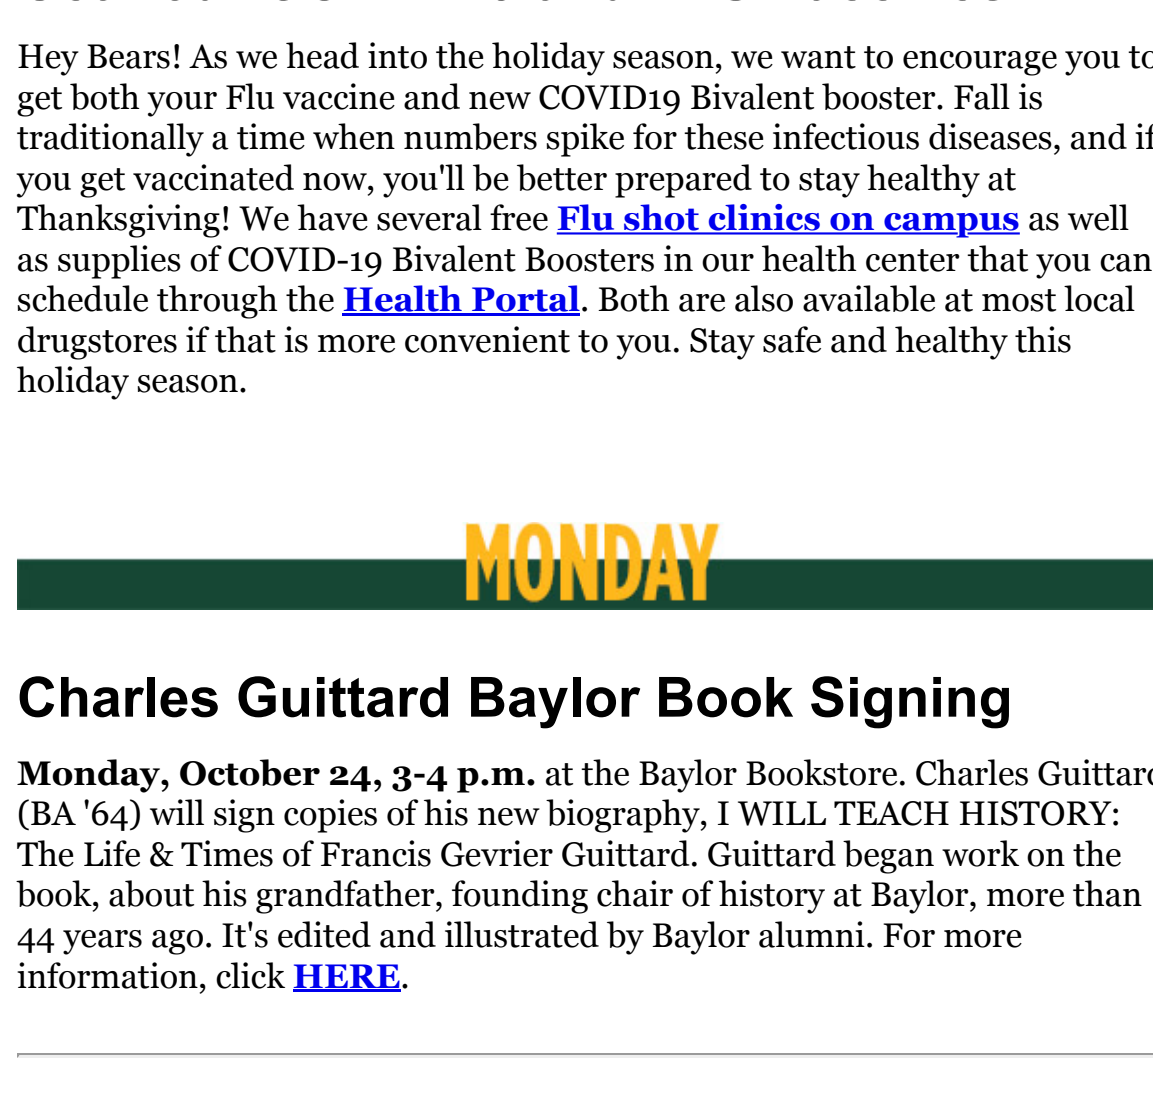 Hey Bears! As we head into the holiday season, we want to encourage you to
get both your Flu vaccine and new COVID19 Bivalent booster. Fall is
traditionally a time when numbers spike for these infectious diseases, and if
you get vaccinated now, you'll be better prepared to stay healthy at
Thanksgiving! We have several free Flu shot clinics on campus as well
as supplies of COVID-19 Bivalent Boosters in our health center that you can
schedule through the Health Portal. Both are also available at most local
drugstores if that is more convenient to you. Stay safe and healthy this
holiday season.
MONDAY
Charles Guittard Baylor Book Signing
Monday, October 24, 3-4 p.m. at the Baylor Bookstore. Charles Guittard
(BA '64) will sign copies of his new biography, I WILL TEACH HISTORY:
The Life & Times of Francis Gevrier Guittard. Guittard began work on the
book, about his grandfather, founding chair of history at Baylor, more than
44 years ago. It's edited and illustrated by Baylor alumni. For more
information, click HERE.